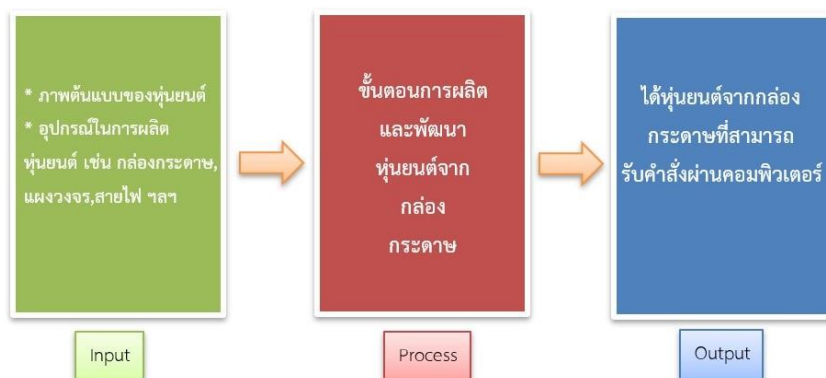 * ภาพต้นแบบของหุ่นยนต์
* อุปกรณ์ในการผลิต
หุ่นยนต์ เช่น กล่องกระดาษ,
แผงวงจร,สายไฟ ฯลฯ
Input
ขั้นตอนการผลิต
และพัฒนา
หุ่นยนต์จาก
กล่อง
กระดาษ
Process
ได้หุ่นยนต์จากกล่อง
กระดาษที่สามารถ
รับคำสั่งผ่านคอมพิวเตอร์
Output